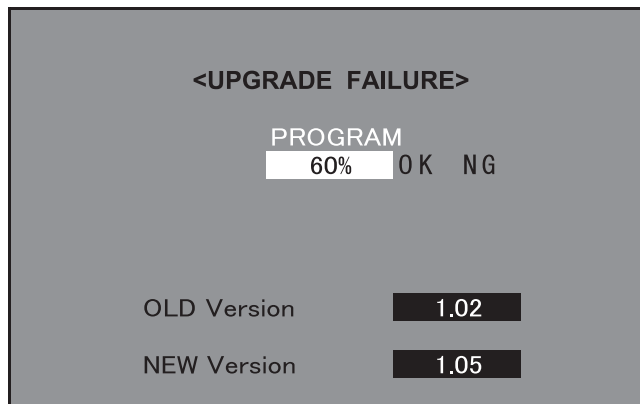 <UPGRADE FAILURE>
PROGRAM
60% OK NG
OLD Version 1.02
NEW Version 1.05